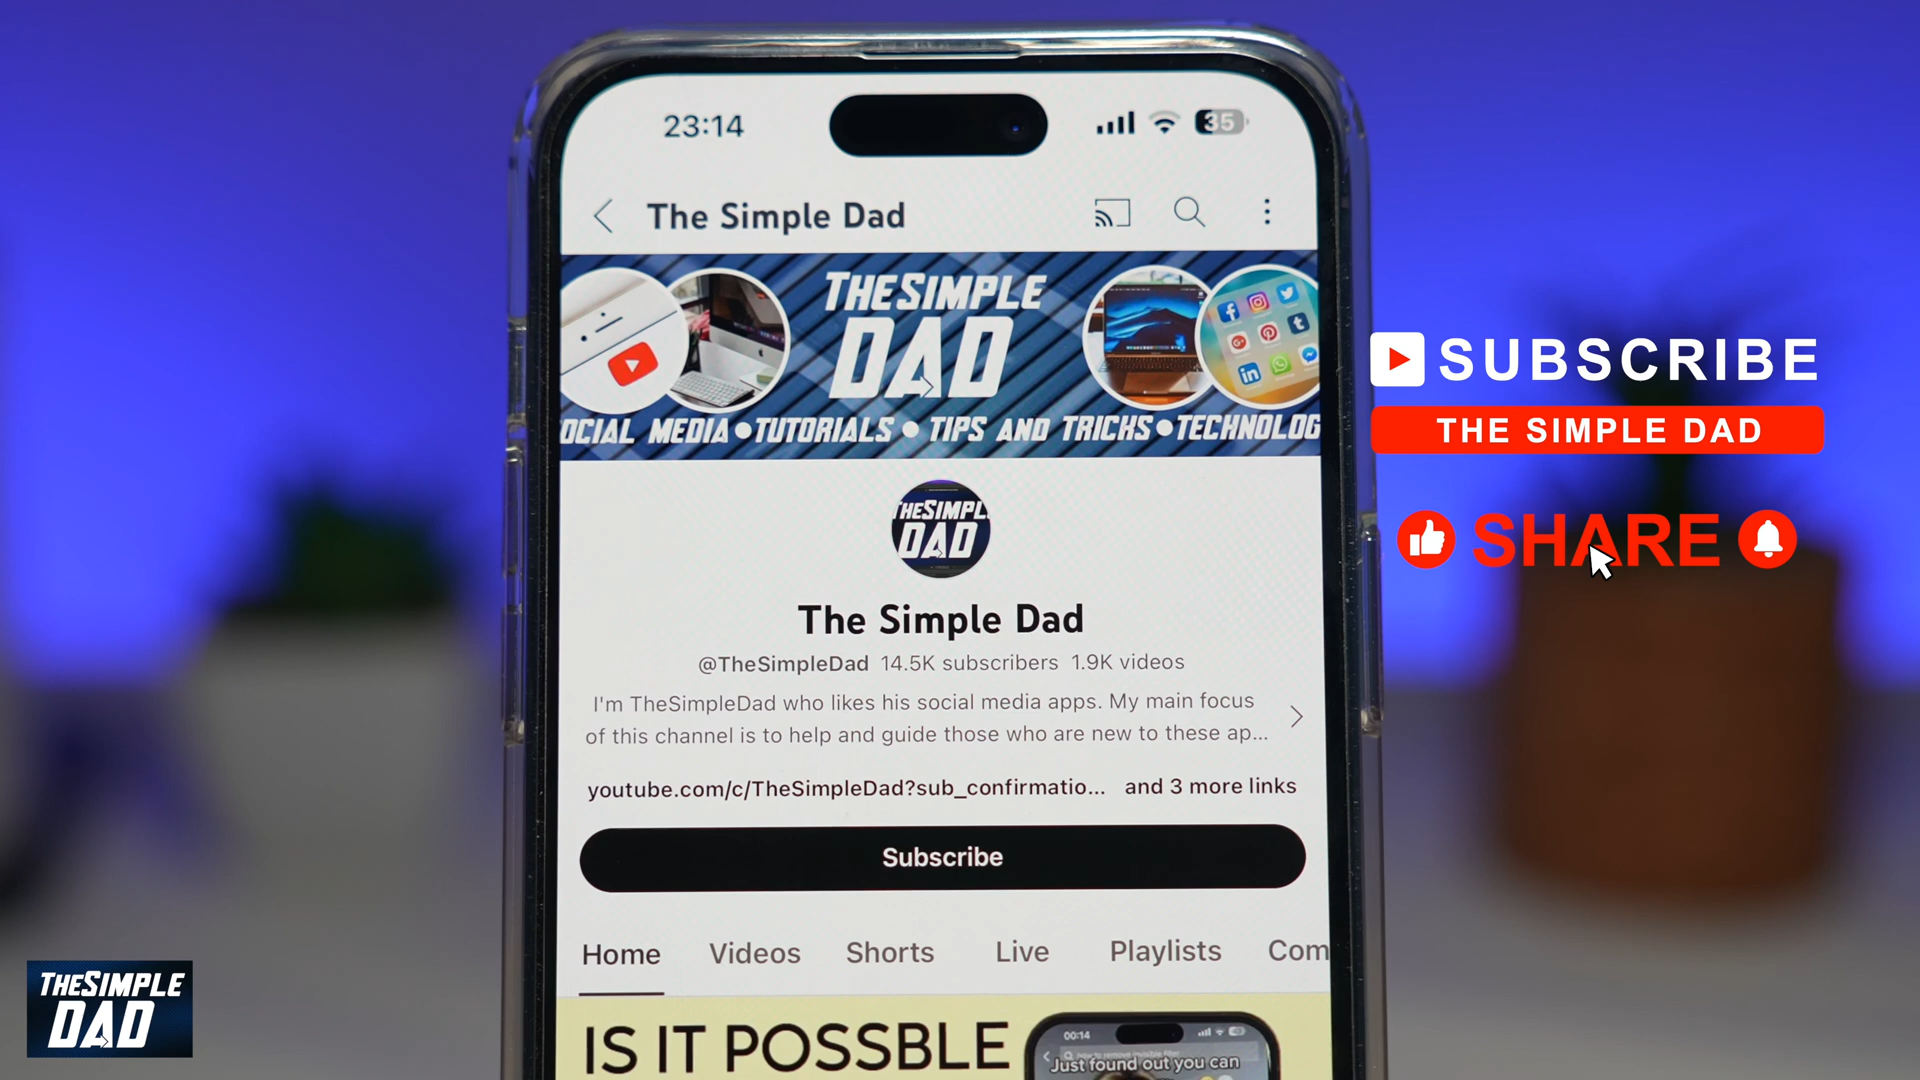 23:14
35
The Simple Dad
THESIMPLE
DAD
OCIAL MEDIA • TUTORIALS • TIPS AND TRICKS • TECHNOLOG
THESIMPL
DAD
The Simple Dad
@TheSimpleDad 14.5K subscribers 1.9K videos
I'm TheSimpleDad who likes his social media apps. My main focus
of this channel is to help and guide those who are new to these ap...
youtube.com/c/TheSimpleDad?sub_confirmatio... and 3 more links
Subscribe
Home Videos Shorts Live Playlists Com
IS IT POSSBLE
00:14
Just found out you can
SUBSCRIBE
THE SIMPLE DAD
SHARE
THESIMPLE
DAD